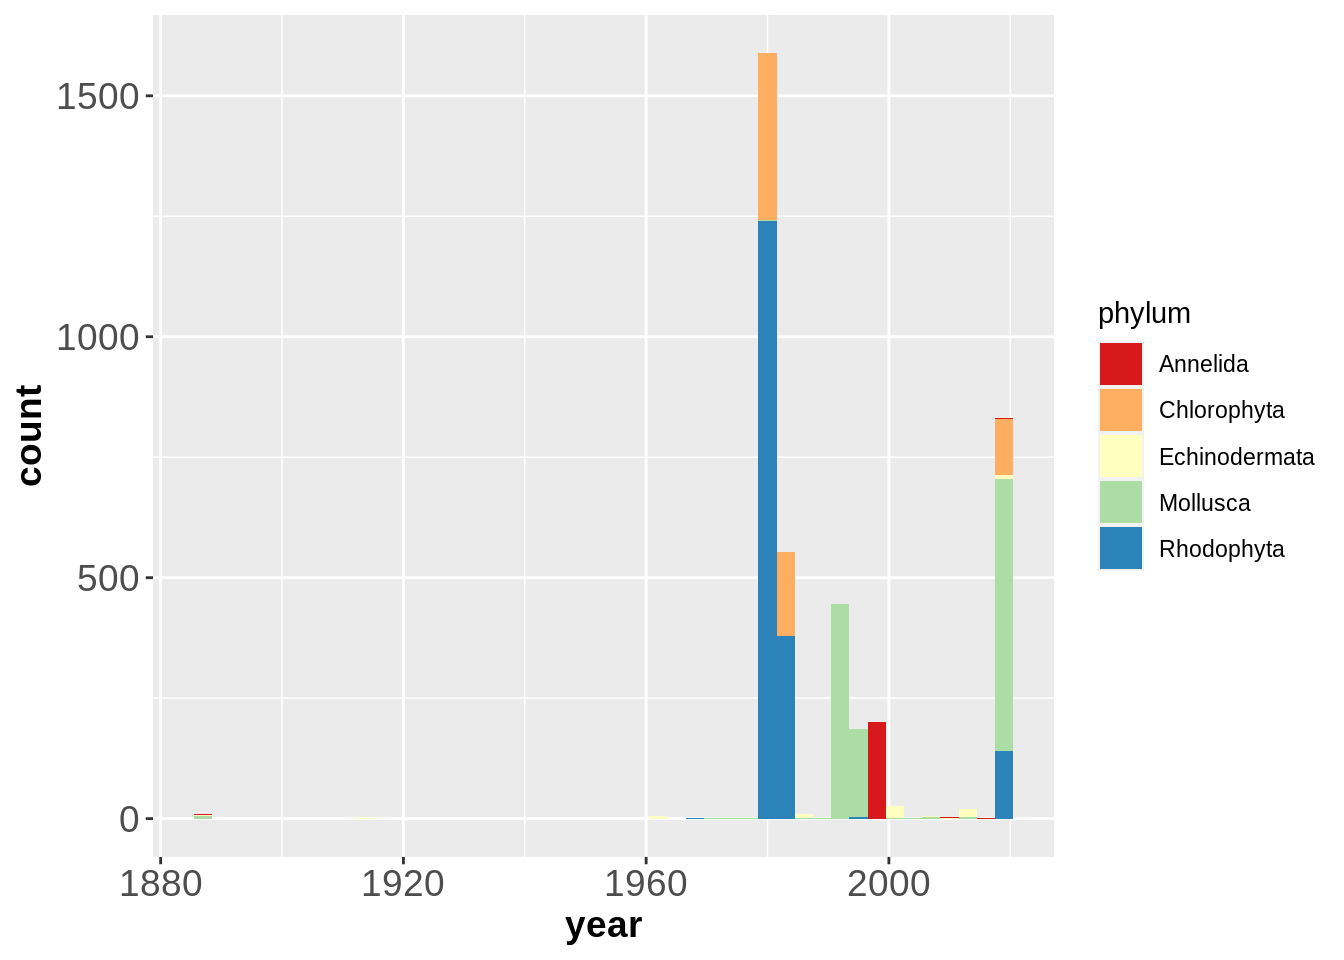 1500
1000
500
0
count
1880 1920 1960 2000
year
phylum
Annelida
Chlorophyta
Echinodermata
Mollusca
Rhodophyta